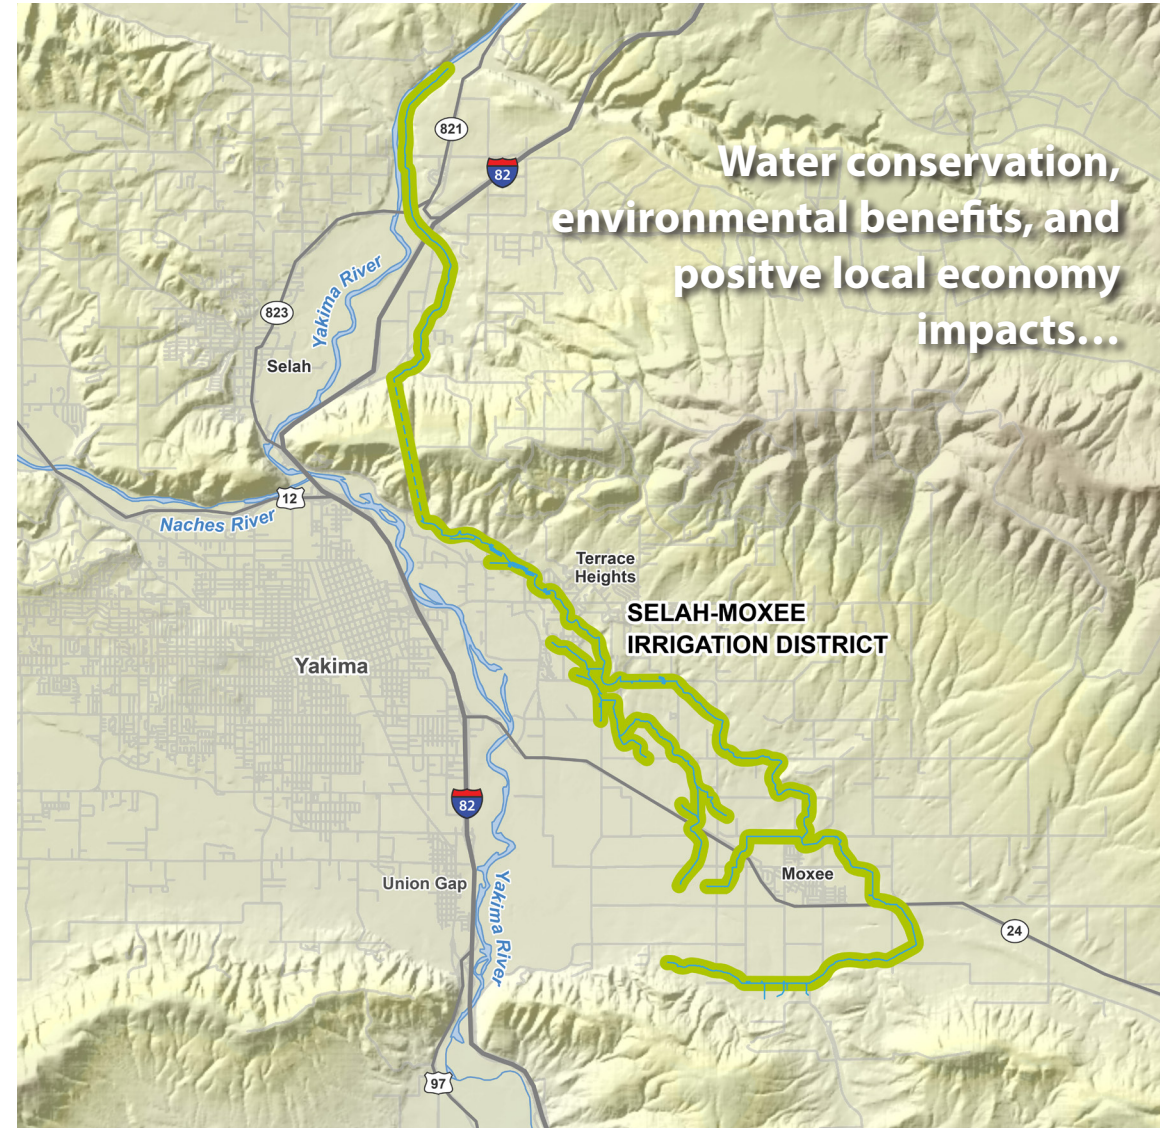 821
82
Water conservation,
environmental benefits, and
positve local economy
impacts…
Yakima River
823
Selah
12
Naches River
Terrace
Heights
SELAH-MOXEE
IRRIGATION DISTRICT
Yakima
82
Moxee
Union Gap
Yakima River
24
97